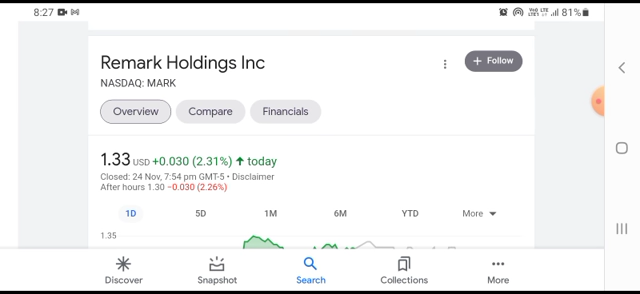 8:27
81%
Remark Holdings Inc
+ Follow
NASDAQ: MARK
Overview Compare Financials
1.33 USD +0.030 (2.31%) ↑ today
Closed: 24 Nov, 7:54 pm GMT-5 • Disclaimer
After hours 1.30 −0.030 (2.26%)
1D 5D 1M 6M YTD More
1.35
Discover Snapshot Search Collections More